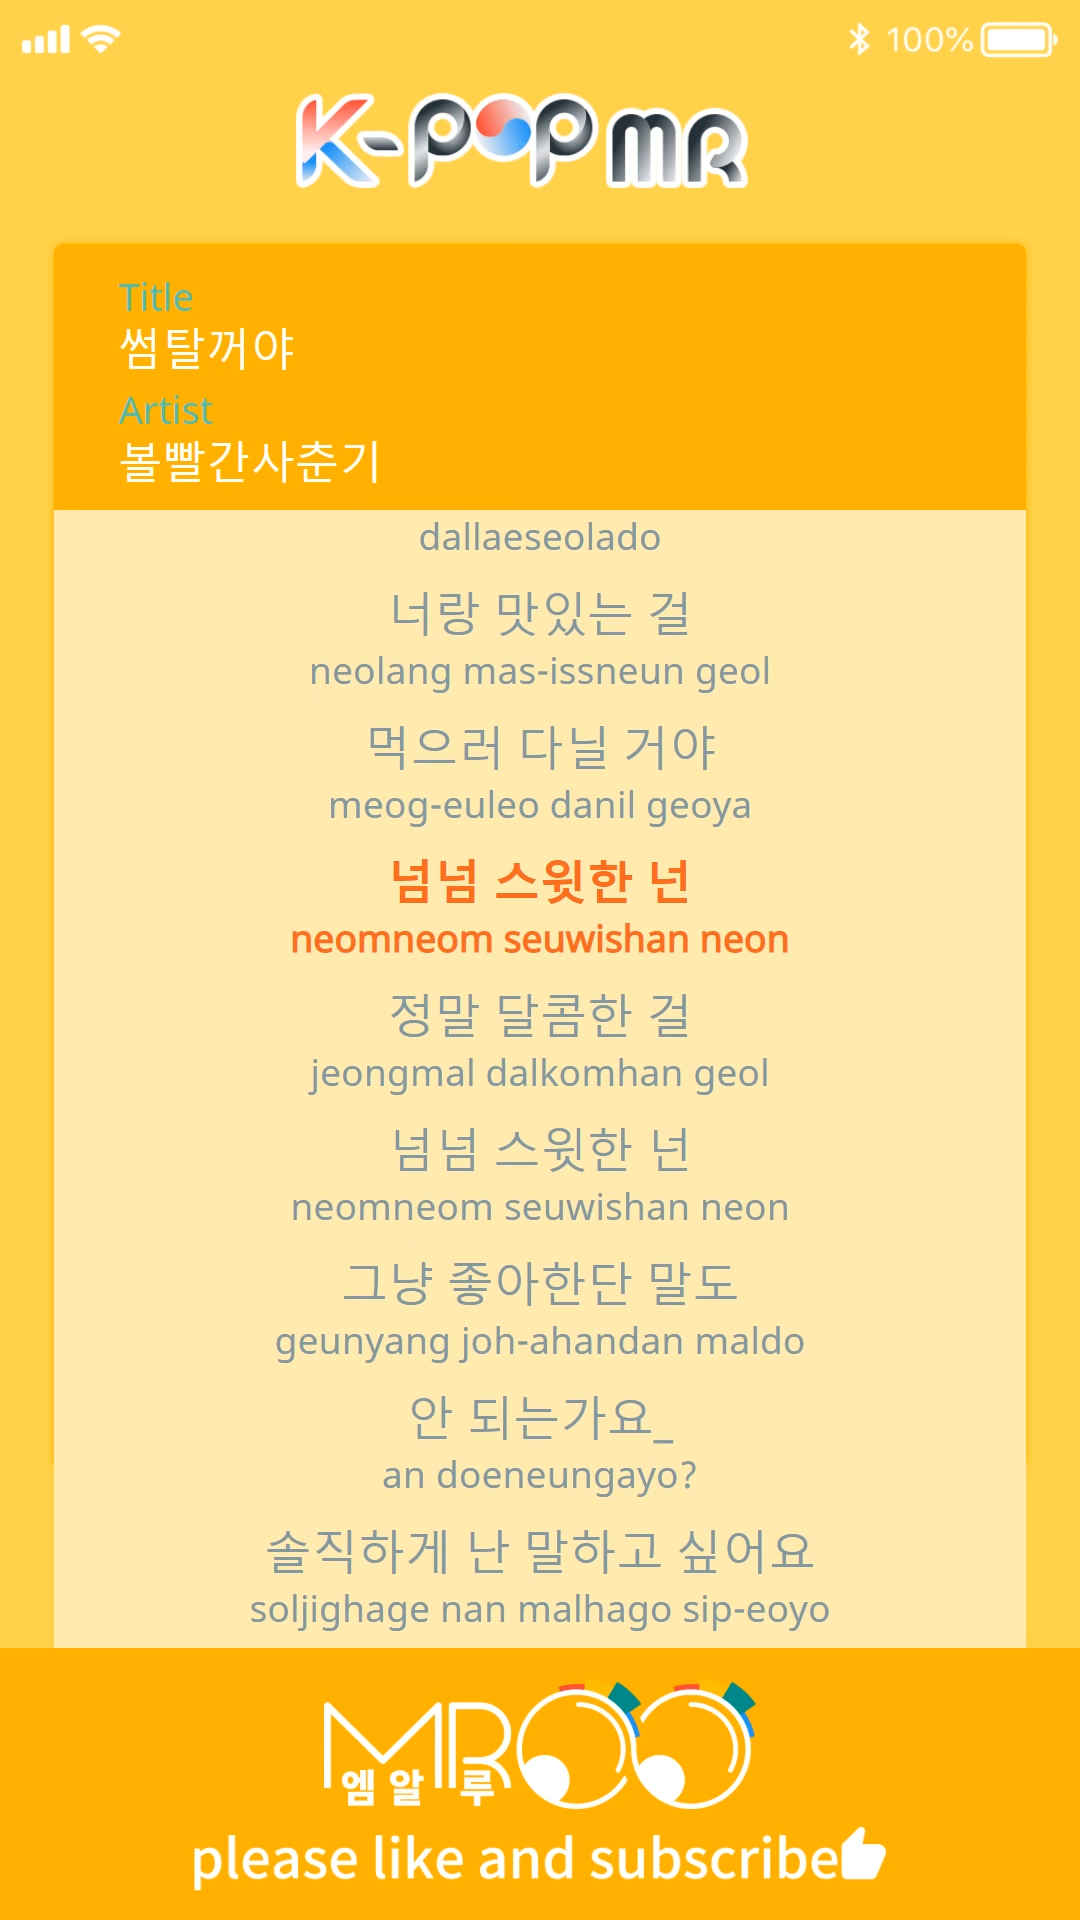 100%
K-POP MR
Title
썸탈꺼야
Artist
볼빨간사춘기
dallaeseolado
너랑 맛있는 걸
neolang mas-issneun geol
먹으러 다닐 거야
meog-euleo danil geoya
넘넘 스윗한 넌
neomneom seuwishan neon
정말 달콤한 걸
jeongmal dalkomhan geol
넘넘 스윗한 넌
neomneom seuwishan neon
그냥 좋아한단 말도
geunyang joh-ahandan maldo
안 되는가요_
an doeneungayo?
솔직하게 난 말하고 싶어요
soljighage nan malhago sip-eoyo
MROO
엠알루
please like and subscribe